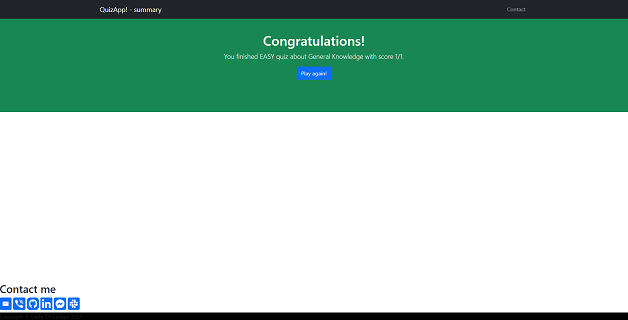 QuizApp! - summary
Contact
Congratulations!
You finished EASY quiz about General Knowledge with score 1/1.
Play again!
Contact me